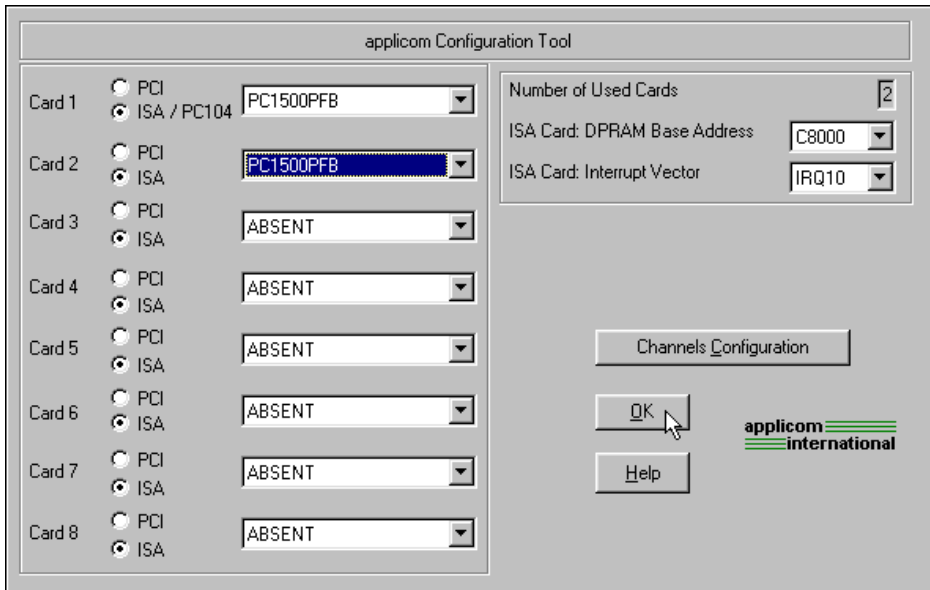 applicom Configuration Tool
Card 1
PCI
ISA / PC104
PC1500PFB
Card 2
PCI
ISA
PC1500PFB
Card 3
PCI
ISA
ABSENT
Card 4
PCI
ISA
ABSENT
Card 5
PCI
ISA
ABSENT
Card 6
PCI
ISA
ABSENT
Card 7
PCI
ISA
ABSENT
Card 8
PCI
ISA
ABSENT
Number of Used Cards 2
ISA Card: DPRAM Base Address C8000
ISA Card: Interrupt Vector IRQ10
Channels Configuration
OK
Help
applicom
international